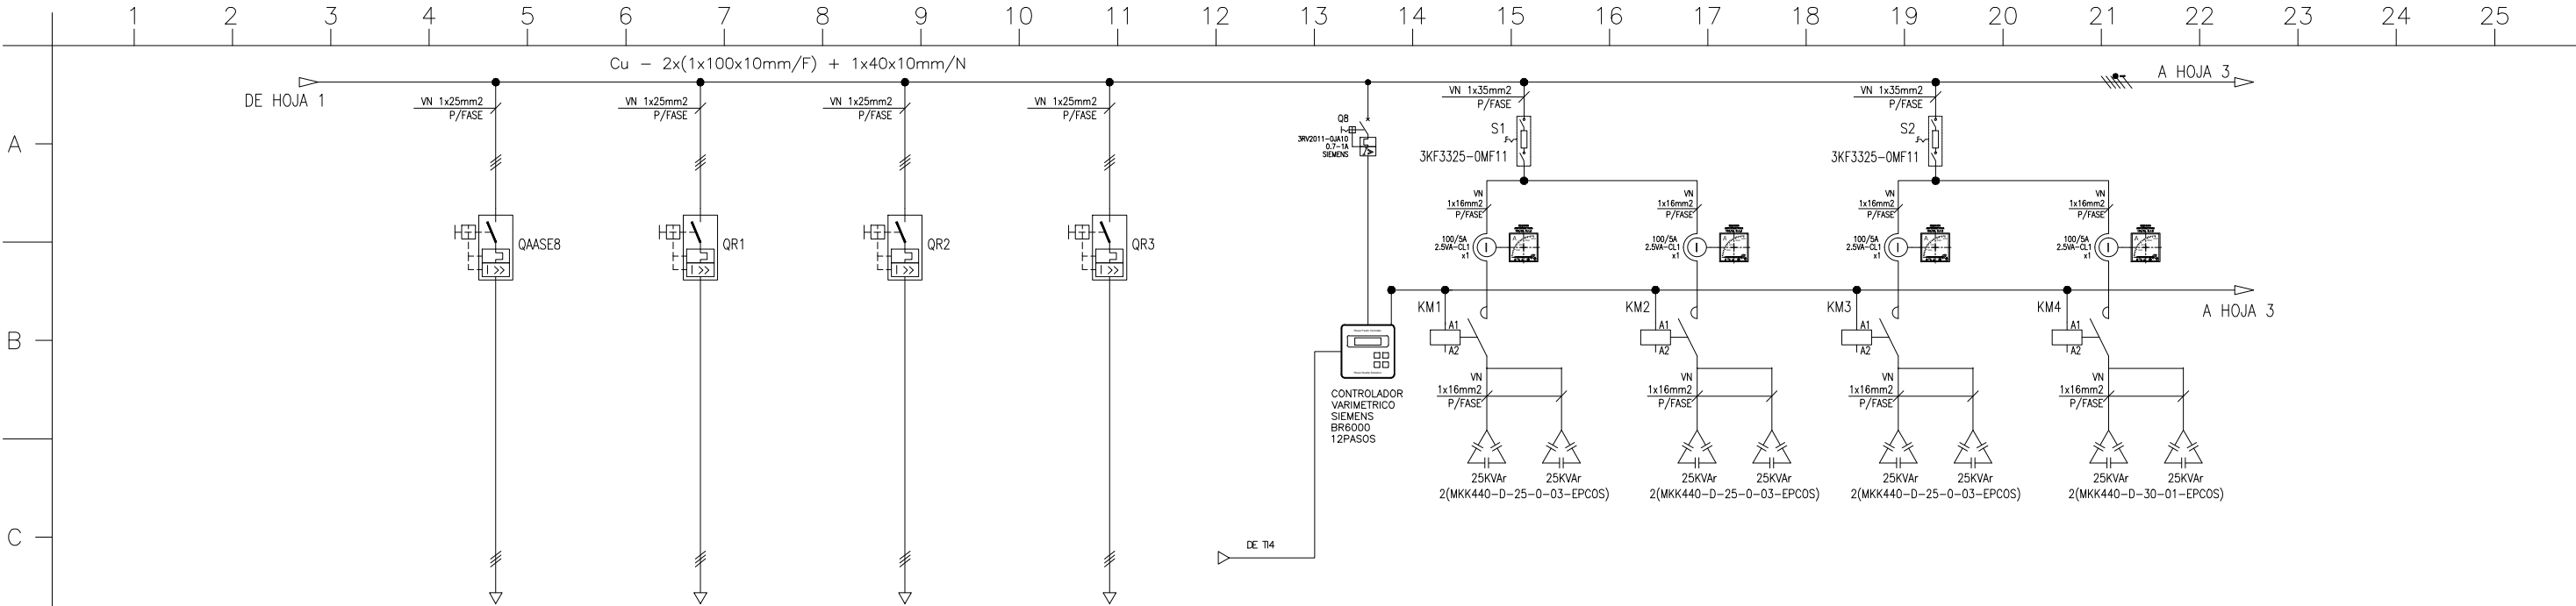 1 2 3 4 5 6 7 8 9 10 11 12 13 14 15 16 17 18 19 20 21 22 23 24 25
Cu - 2x(1x100x10mm/F) + 1x40x10mm/N
DE HOJA 1
A HOJA 3
A
B
C
VN 1x25mm2
P/FASE
QAASE8
VN 1x25mm2
P/FASE
QR1
VN 1x25mm2
P/FASE
QR2
VN 1x25mm2
P/FASE
QR3
Q8
3RV2011-0JA10
0.7-1A
SIEMENS
CONTROLADOR
VARIMETRICO
SIEMENS
BR6000
12PASOS
DE TI4
VN 1x35mm2
P/FASE
S1
3KF3325-0MF11
VN
1x16mm2
P/FASE
100/5A
2.5VA-CL1
x1
KM1
A1
A2
VN
1x16mm2
P/FASE
25KVAr 25KVAr
2(MKK440-D-25-0-03-EPCOS)
VN
1x16mm2
P/FASE
100/5A
2.5VA-CL1
x1
KM2
A1
A2
VN
1x16mm2
P/FASE
25KVAr 25KVAr
2(MKK440-D-25-0-03-EPCOS)
VN 1x35mm2
P/FASE
S2
3KF3325-0MF11
VN
1x16mm2
P/FASE
100/5A
2.5VA-CL1
x1
KM3
A1
A2
VN
1x16mm2
P/FASE
25KVAr 25KVAr
2(MKK440-D-25-0-03-EPCOS)
VN
1x16mm2
P/FASE
100/5A
2.5VA-CL1
x1
KM4
A1
A2
VN
1x16mm2
P/FASE
25KVAr 25KVAr
2(MKK440-D-30-01-EPCOS)
A HOJA 3